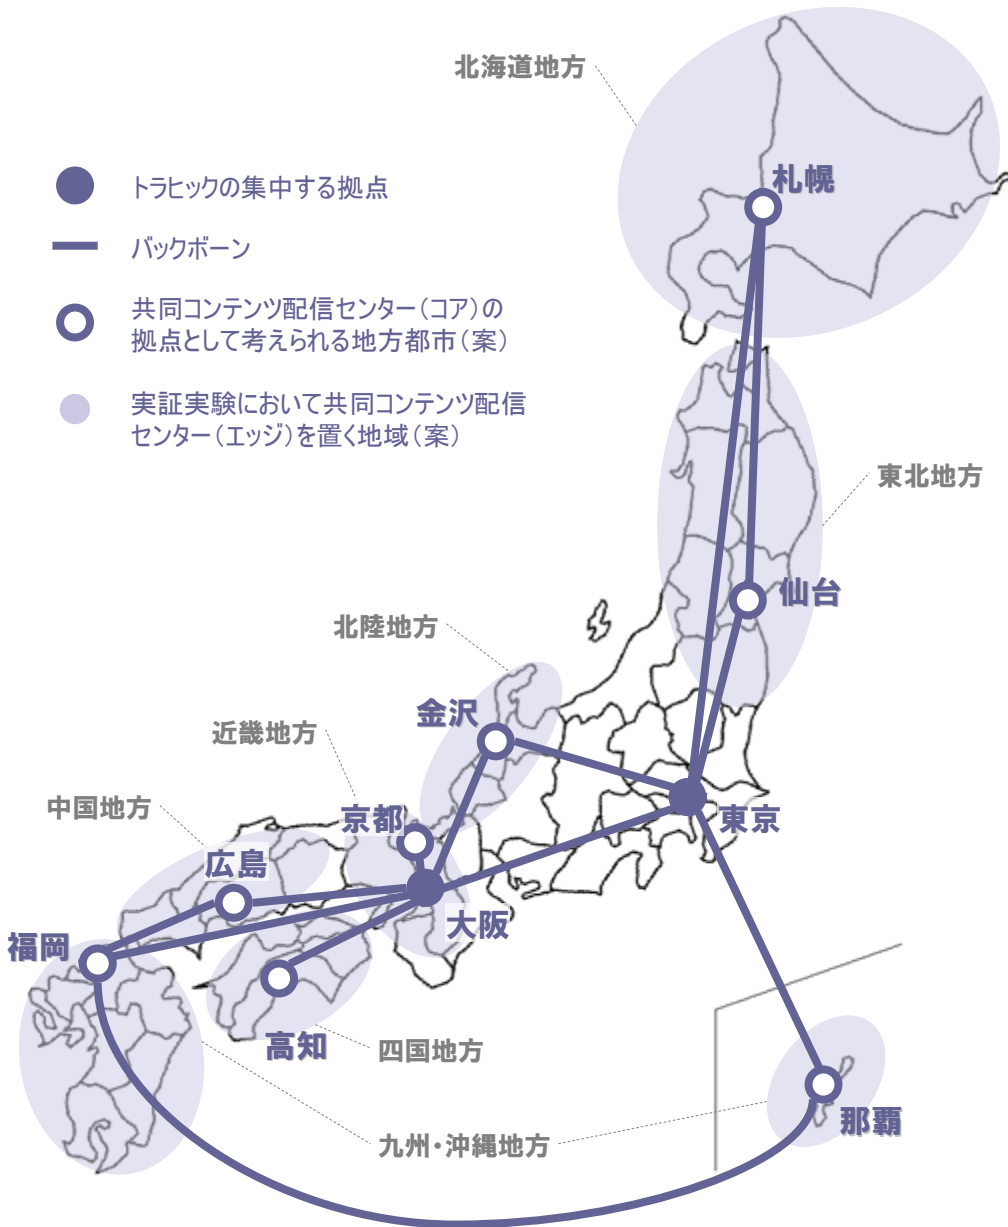 北海道地方
札幌
トラヒックの集中する拠点
バックボーン
共同コンテンツ配信センター（コア）の
拠点として考えられる地方都市（案）
実証実験において共同コンテンツ配信
センター（エッジ）を置く地域（案）
東北地方
仙台
北陸地方
金沢
近畿地方
中国地方
京都
東京
広島
大阪
福岡
高知
四国地方
那覇
九州・沖縄地方